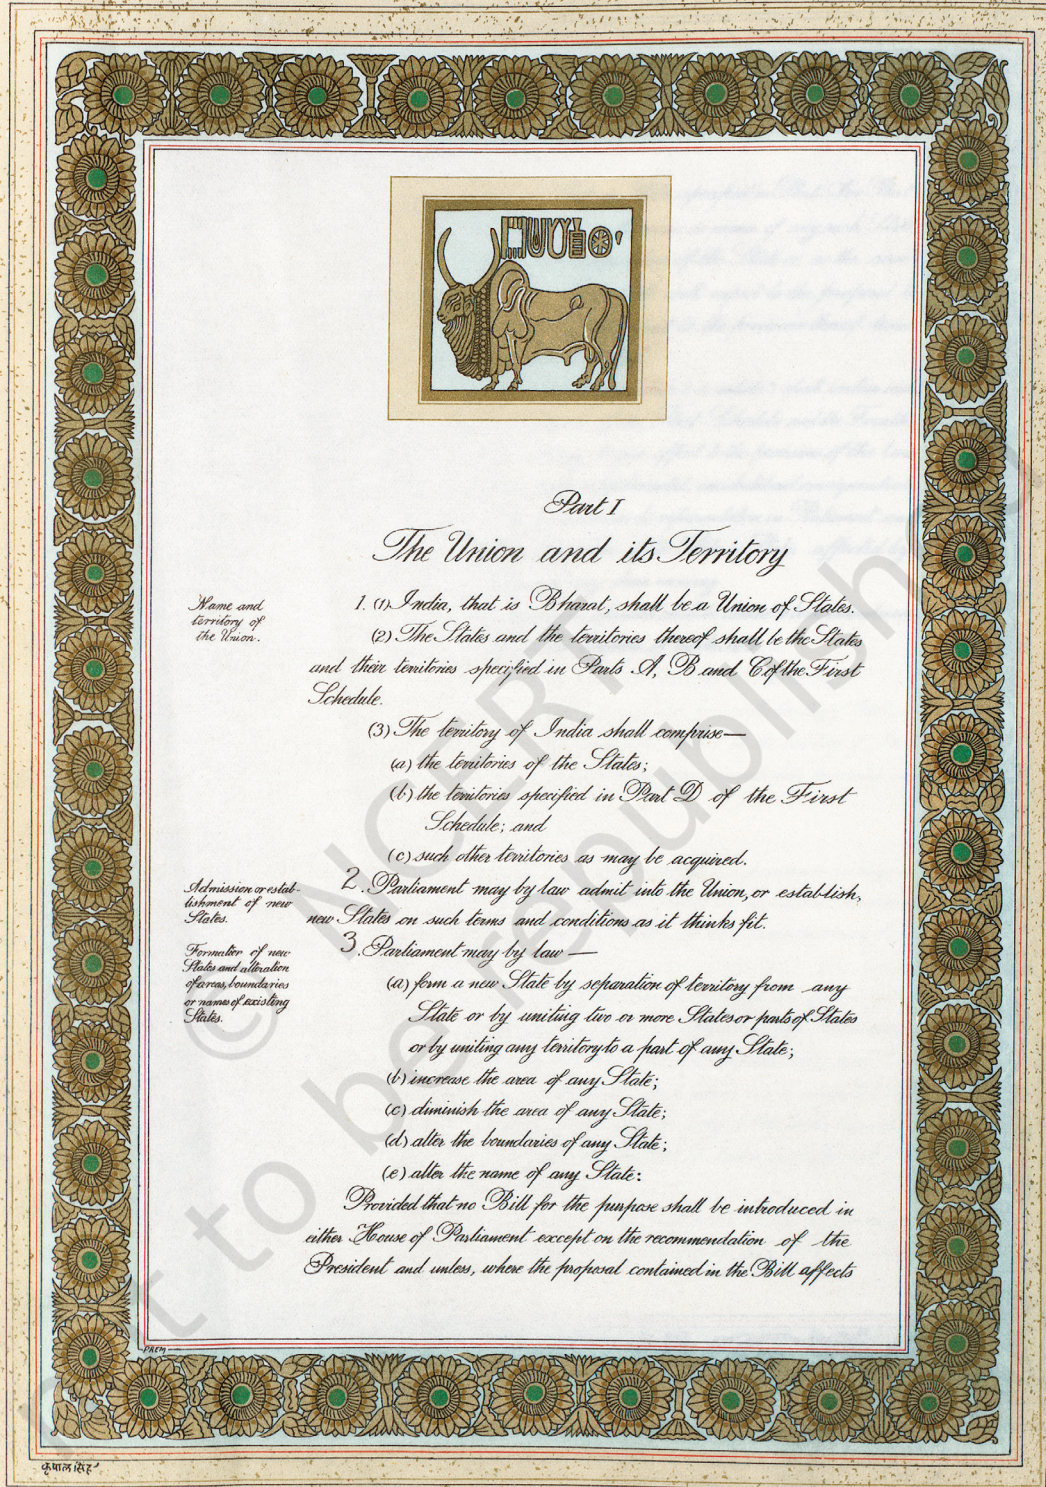 Part I
The Union and its Territory
Name and
territory of
the Union.
1. (1) India, that is Bharat, shall be a Union of States.
(2) The States and the territories thereof shall be the States
and their territories specified in Parts A, B and C of the First
Schedule.
(3) The territory of India shall comprise—
(a) the territories of the States;
(b) the territories specified in Part D of the First
Schedule; and
(c) such other territories as may be acquired.
Admission or estab-
lishment of new
States.
2. Parliament may by law admit into the Union, or estab-lish,
new States on such terms and conditions as it thinks fit.
Formation of new
States and alteration
of areas, boundaries
or names of existing
States.
3. Parliament may by law —
(a) form a new State by separation of territory from any
State or by uniting two or more States or parts of States
or by uniting any territory to a part of any State;
(b) increase the area of any State;
(c) diminish the area of any State;
(d) alter the boundaries of any State;
(e) alter the name of any State:
Provided that no Bill for the purpose shall be introduced in
either House of Parliament except on the recommendation of the
President and unless, where the proposal contained in the Bill affects
PREM
कृपाल सिंह
© NCERT
not to be republished